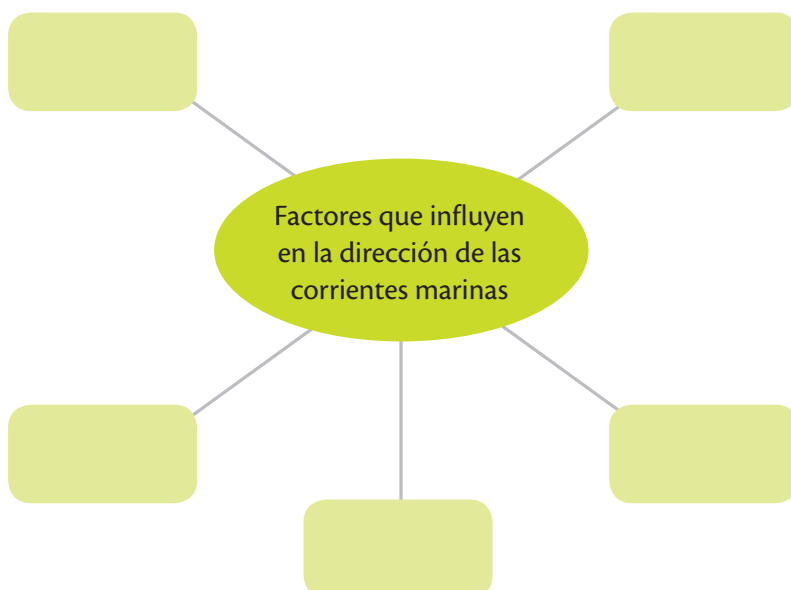 Factores que influyen
en la dirección de las
corrientes marinas